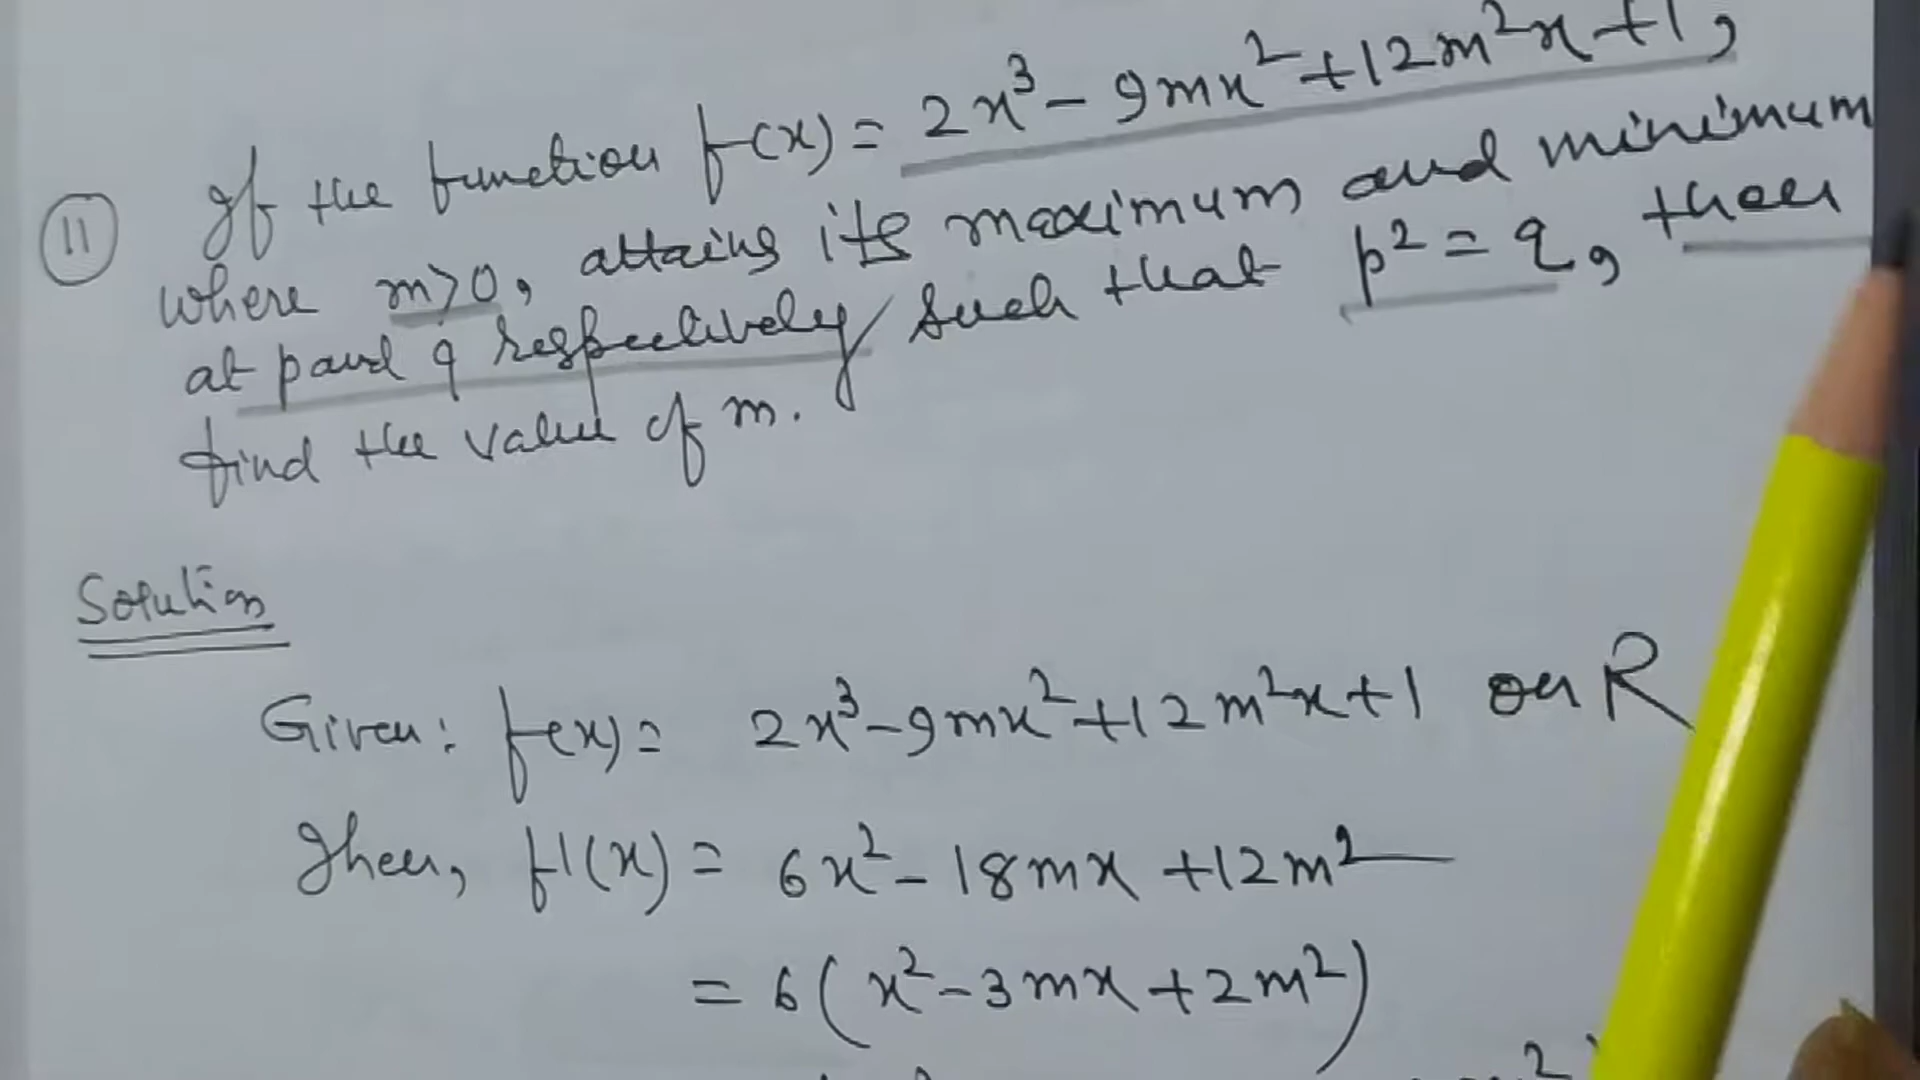 (11) If the function f(x) = 2x³ - 9mx² + 12m²x + 1,
where m>0, attains its maximum and minimum
at p and q respectively such that p² = q, then
find the value of m.
Solution
Given: f(x) = 2x³ - 9mx² + 12m²x + 1 on R
Then, f'(x) = 6x² - 18mx + 12m²
= 6(x² - 3mx + 2m²)